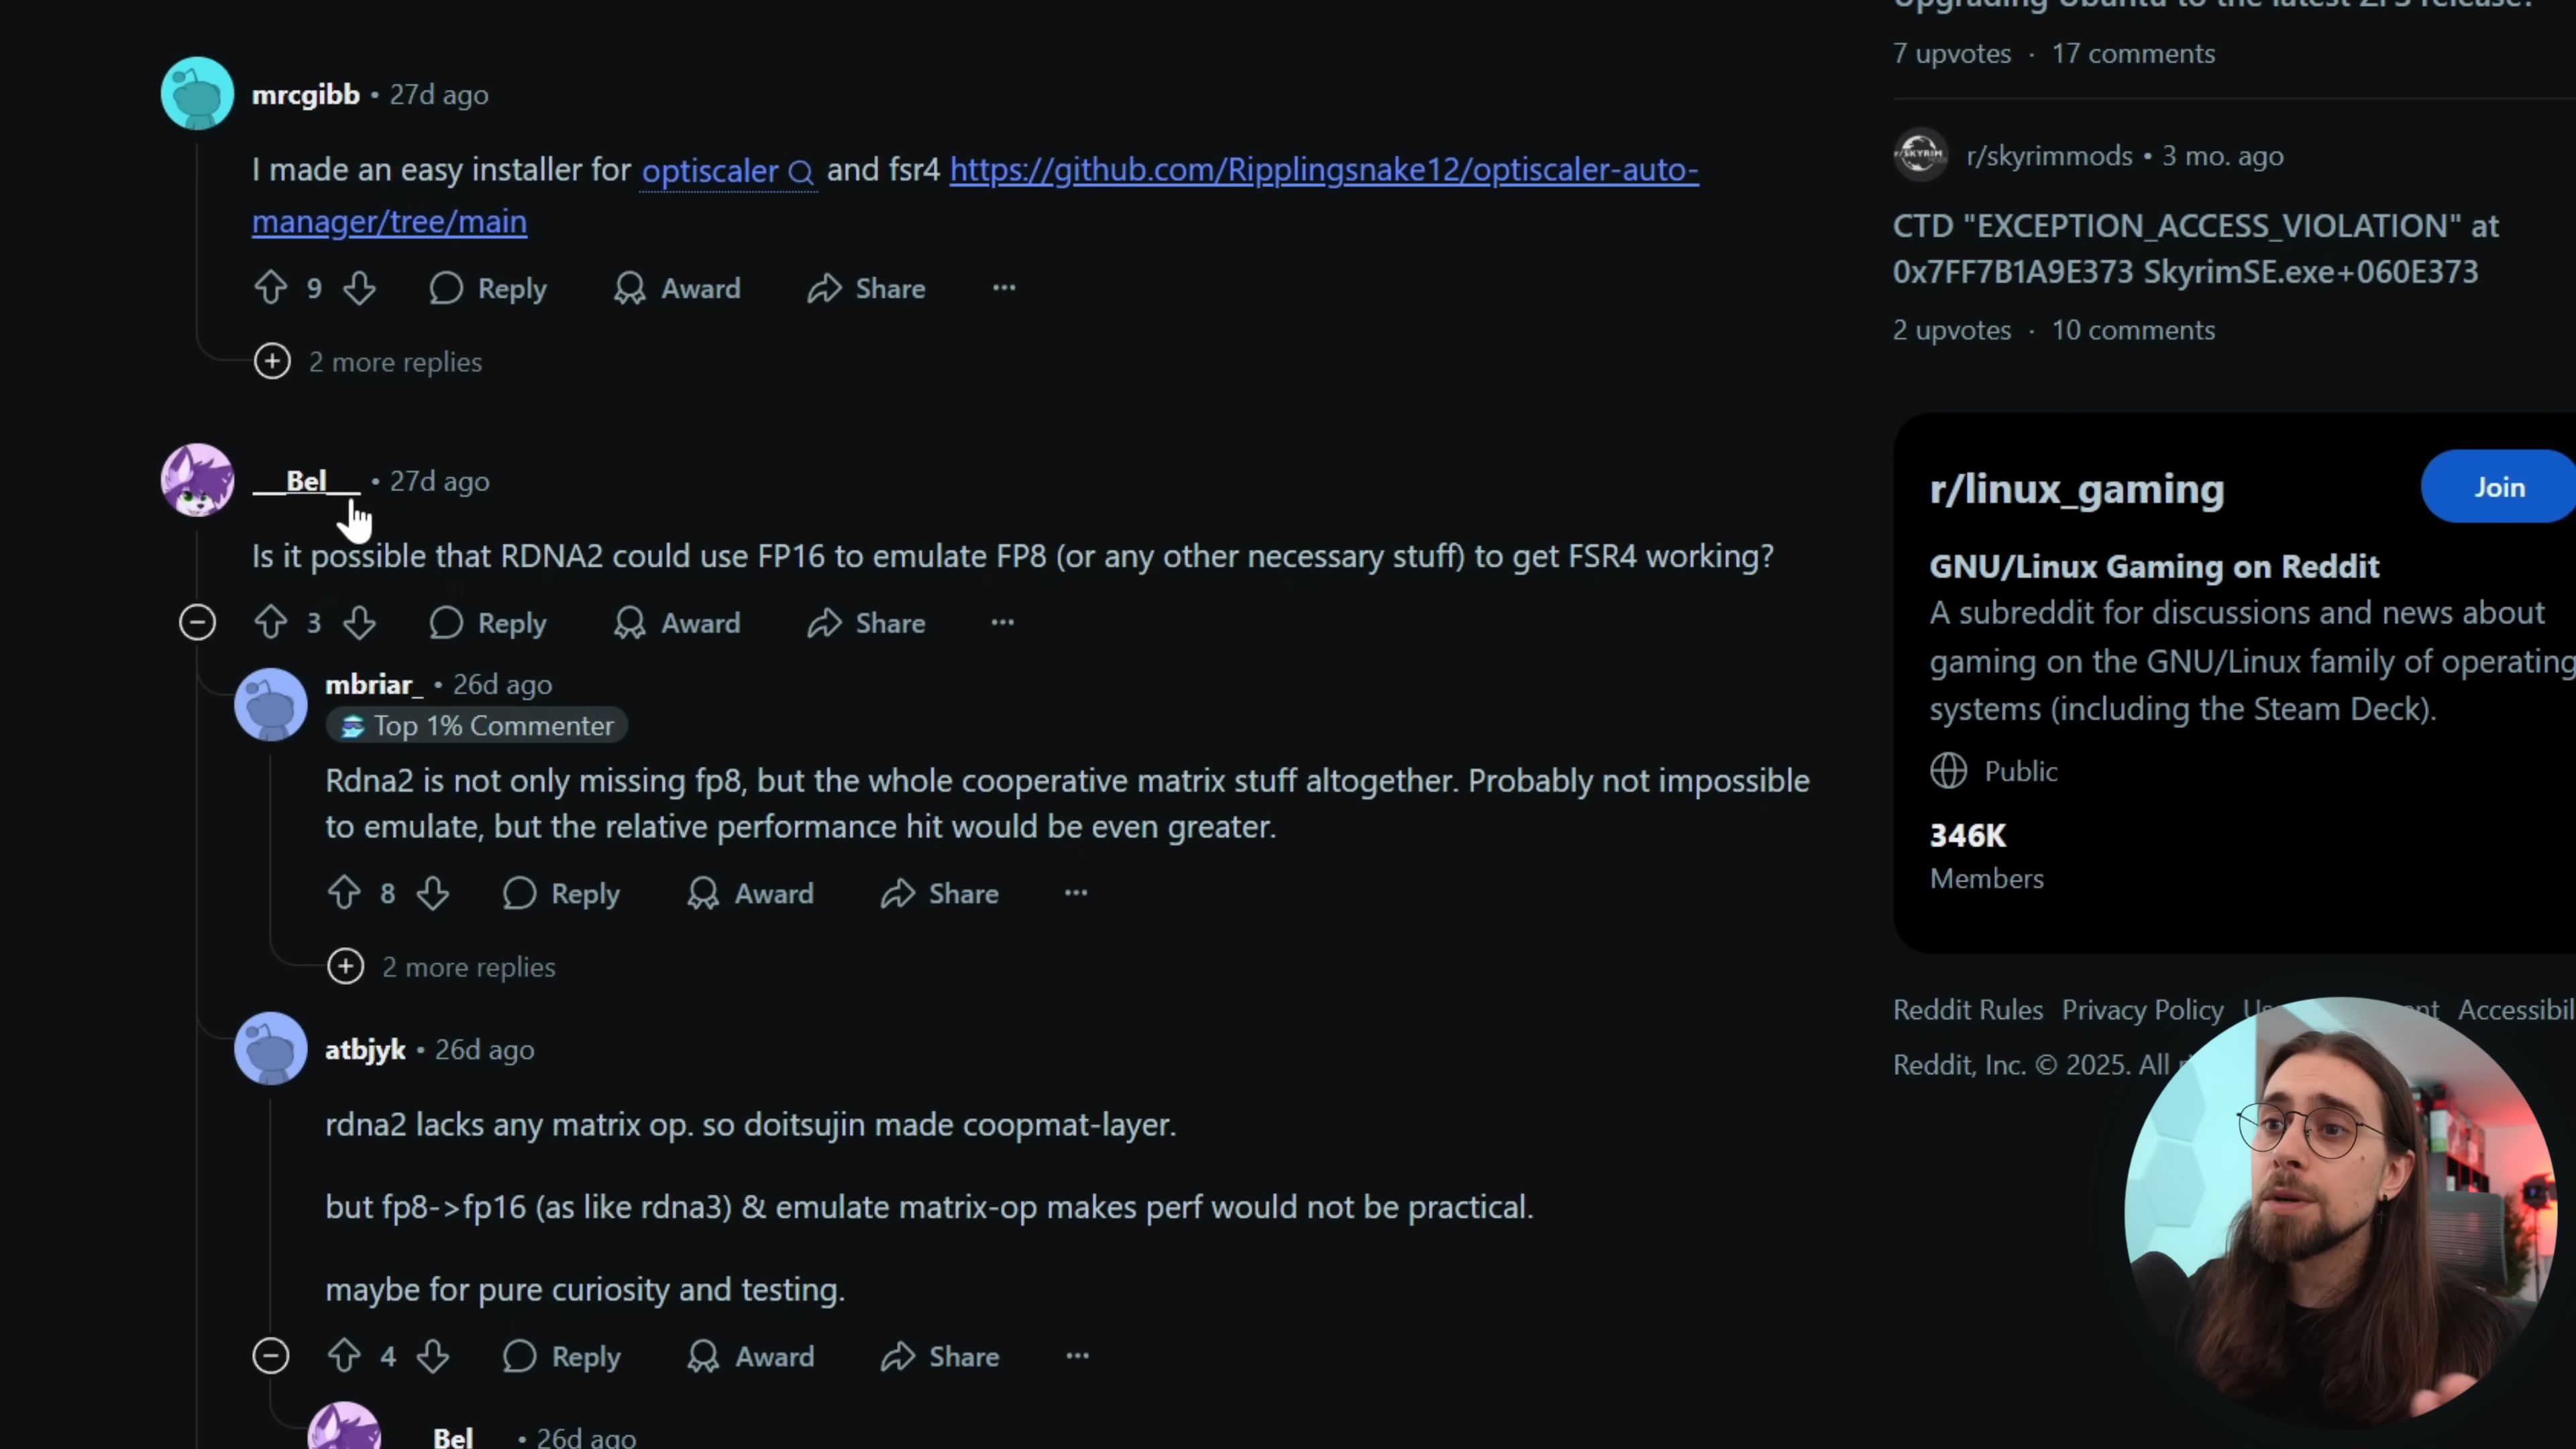 Upgrading Ubuntu to the latest ZFS release?
7 upvotes · 17 comments
mrcgibb • 27d ago
I made an easy installer for optiscaler and fsr4 https://github.com/Ripplingsnake12/optiscaler-auto-
manager/tree/main
9 Reply Award Share ···
2 more replies
r/skyrimmods • 3 mo. ago
CTD "EXCEPTION_ACCESS_VIOLATION" at
0x7FF7B1A9E373 SkyrimSE.exe+060E373
2 upvotes · 10 comments
__Bel__ • 27d ago
Is it possible that RDNA2 could use FP16 to emulate FP8 (or any other necessary stuff) to get FSR4 working?
3 Reply Award Share ···
mbriar_ • 26d ago
Top 1% Commenter
Rdna2 is not only missing fp8, but the whole cooperative matrix stuff altogether. Probably not impossible
to emulate, but the relative performance hit would be even greater.
8 Reply Award Share ···
2 more replies
atbjyk • 26d ago
rdna2 lacks any matrix op. so doitsujin made coopmat-layer.
but fp8->fp16 (as like rdna3) & emulate matrix-op makes perf would not be practical.
maybe for pure curiosity and testing.
4 Reply Award Share ···
Bel • 26d ago
r/linux_gaming
Join
GNU/Linux Gaming on Reddit
A subreddit for discussions and news about
gaming on the GNU/Linux family of operating
systems (including the Steam Deck).
Public
346K
Members
Reddit Rules Privacy Policy Accessibil
Reddit, Inc. © 2025. All